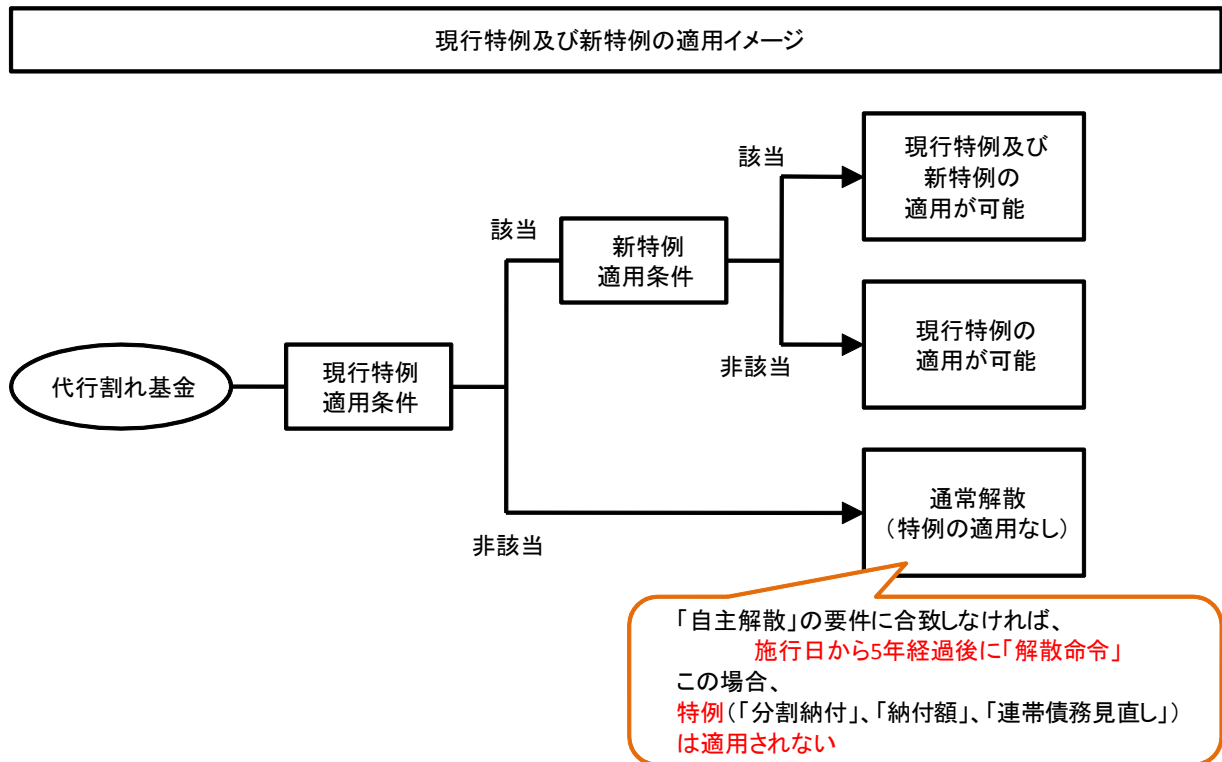 現行特例及び新特例の適用イメージ
該当
現行特例及び
新特例の
適用が可能
該当
新特例
適用条件
非該当
現行特例の
適用が可能
代行割れ基金
現行特例
適用条件
非該当
通常解散
（特例の適用なし）
「自主解散」の要件に合致しなければ、
施行日から5年経過後に「解散命令」
この場合、
特例（「分割納付」、「納付額」、「連帯債務見直し」）
は適用されない